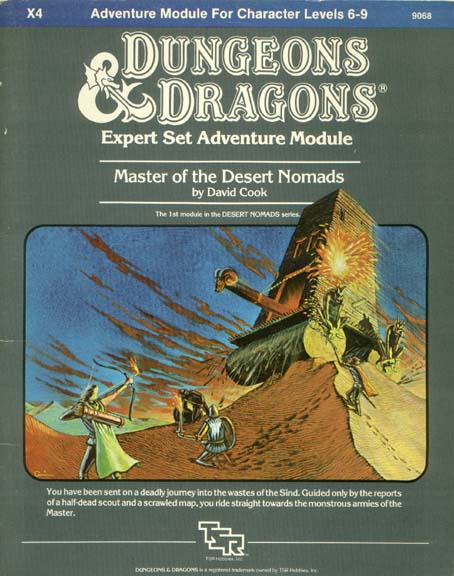 X4 Adventure Module For Character Levels 6-9 9068
DUNGEONS
& DRAGONS®
Expert Set Adventure Module
Master of the Desert Nomads
by David Cook
The 1st module in the DESERT NOMADS series.
You have been sent on a deadly journey into the wastes of the Sind. Guided only by the reports
of a half-dead scout and a scrawled map, you ride straight towards the monstrous armies of the
Master.
TSR
TSR Hobbies, Inc.
DUNGEONS & DRAGONS is a registered trademark owned by TSR Hobbies, Inc.